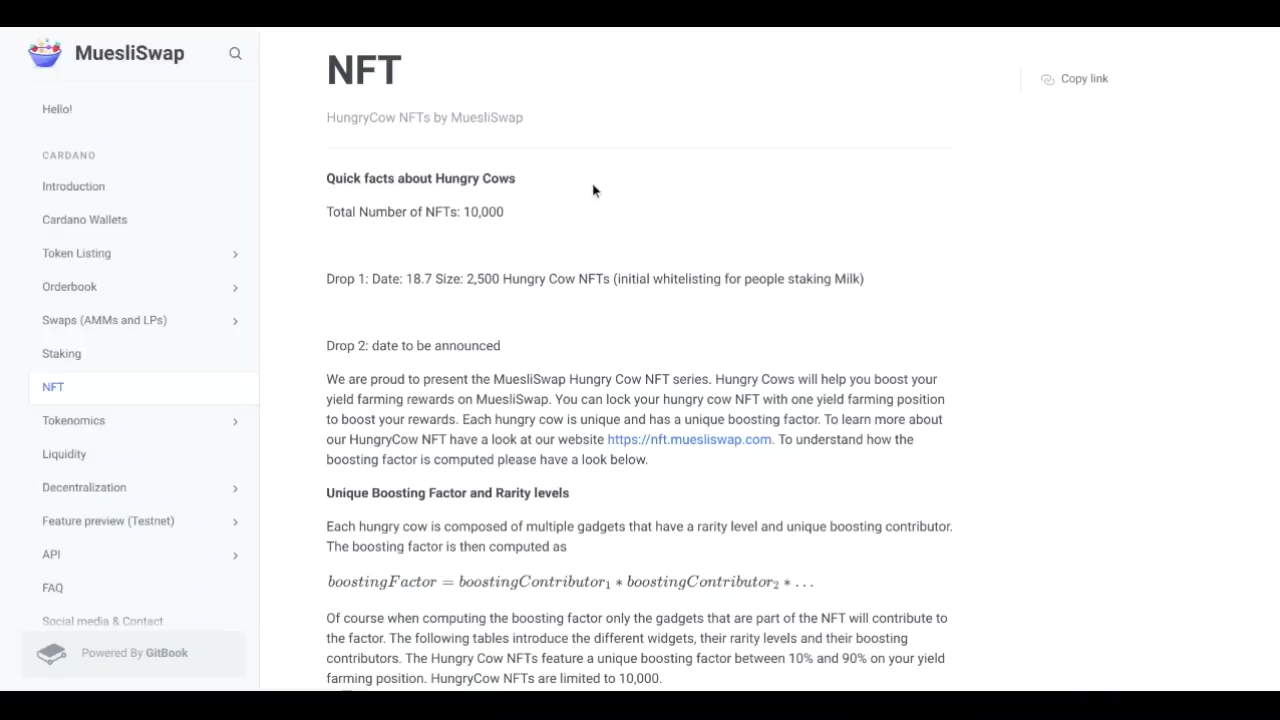 MuesliSwap
Hello!
CARDANO
Introduction
Cardano Wallets
Token Listing
Orderbook
Swaps (AMMs and LPs)
Staking
NFT
Tokenomics
Liquidity
Decentralization
Feature preview (Testnet)
API
FAQ
Social media & Contact
Powered By GitBook
NFT
Copy link
HungryCow NFTs by MuesliSwap
Quick facts about Hungry Cows
Total Number of NFTs: 10,000
Drop 1: Date: 18.7 Size: 2,500 Hungry Cow NFTs (initial whitelisting for people staking Milk)
Drop 2: date to be announced
We are proud to present the MuesliSwap Hungry Cow NFT series. Hungry Cows will help you boost your
yield farming rewards on MuesliSwap. You can lock your hungry cow NFT with one yield farming position
to boost your rewards. Each hungry cow is unique and has a unique boosting factor. To learn more about
our HungryCow NFT have a look at our website https://nft.muesliswap.com. To understand how the
boosting factor is computed please have a look below.
Unique Boosting Factor and Rarity levels
Each hungry cow is composed of multiple gadgets that have a rarity level and unique boosting contributor.
The boosting factor is then computed as
boostingFactor = boostingContributor₁ * boostingContributor₂ * ...
Of course when computing the boosting factor only the gadgets that are part of the NFT will contribute to
the factor. The following tables introduce the different widgets, their rarity levels and their boosting
contributors. The Hungry Cow NFTs feature a unique boosting factor between 10% and 90% on your yield
farming position. HungryCow NFTs are limited to 10,000.